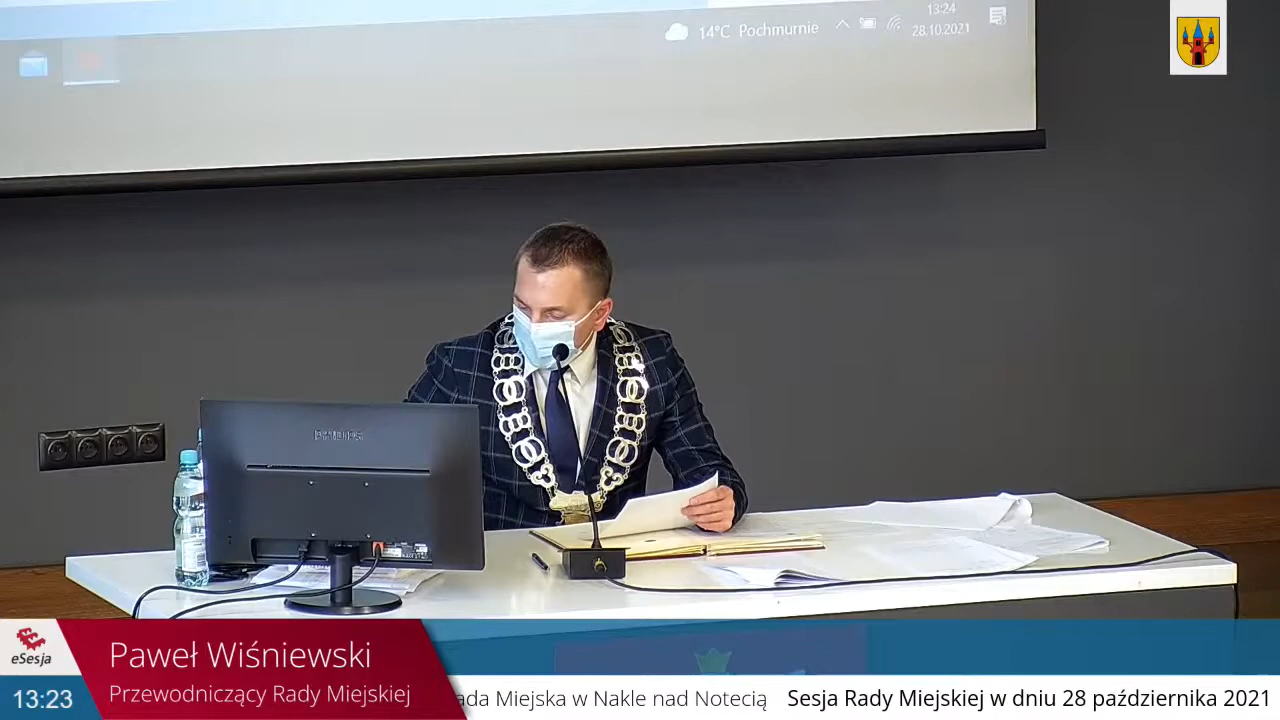 14°C Pochmurnie
13:24
28.10.2021
eSesja
13:23
Paweł Wiśniewski
Przewodniczący Rady Miejskiej
ada Miejska w Nakle nad Notecią
Sesja Rady Miejskiej w dniu 28 października 2021